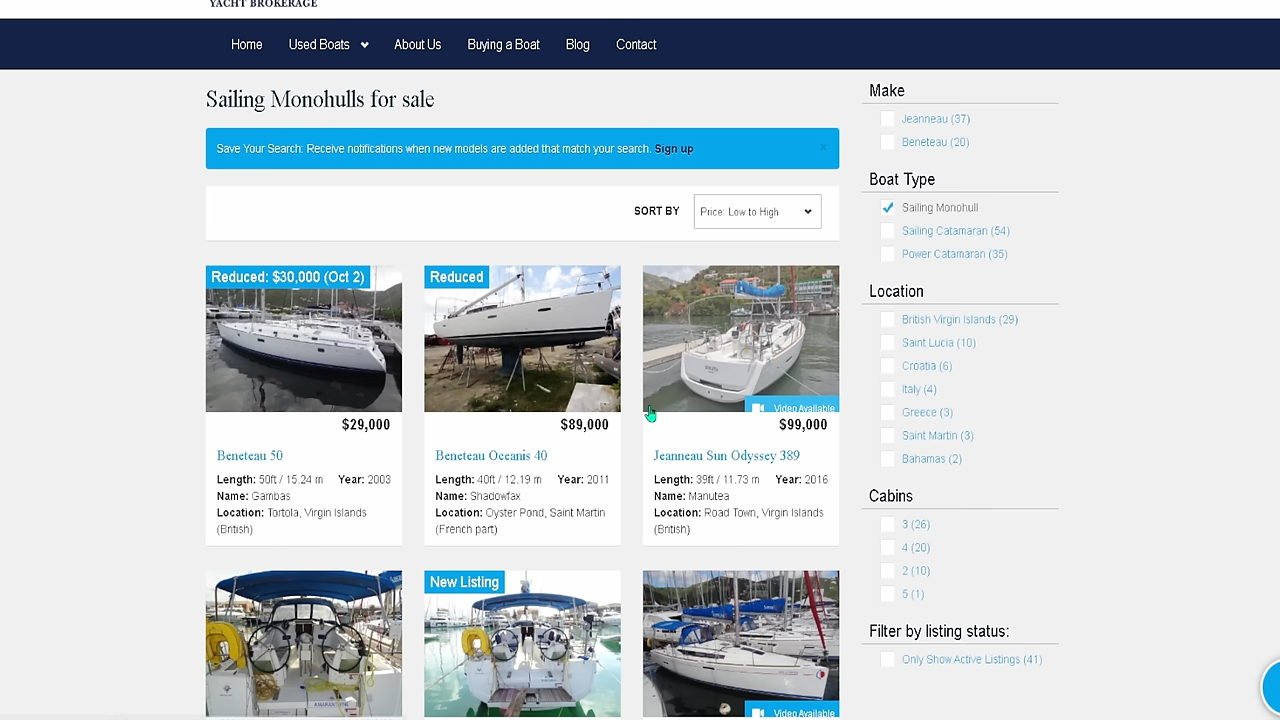 YACHT BROKERAGE
Home Used Boats About Us Buying a Boat Blog Contact
Sailing Monohulls for sale
Save Your Search: Receive notifications when new models are added that match your search. Sign up ×
SORT BY Price: Low to High
Reduced: $30,000 (Oct 2)
$29,000
Beneteau 50
Length: 50ft / 15.24 m Year: 2003
Name: Gambas
Location: Tortola, Virgin Islands
(British)
Reduced
$89,000
Beneteau Oceanis 40
Length: 40ft / 12.19 m Year: 2011
Name: Shadowfax
Location: Oyster Pond, Saint Martin
(French part)
Video Available
$99,000
Jeanneau Sun Odyssey 389
Length: 39ft / 11.73 m Year: 2016
Name: Manutea
Location: Road Town, Virgin Islands
(British)
New Listing
Video Available
Make
Jeanneau (37)
Beneteau (20)
Boat Type
Sailing Monohull
Sailing Catamaran (54)
Power Catamaran (35)
Location
British Virgin Islands (29)
Saint Lucia (10)
Croatia (6)
Italy (4)
Greece (3)
Saint Martin (3)
Bahamas (2)
Cabins
3 (26)
4 (20)
2 (10)
5 (1)
Filter by listing status:
Only Show Active Listings (41)